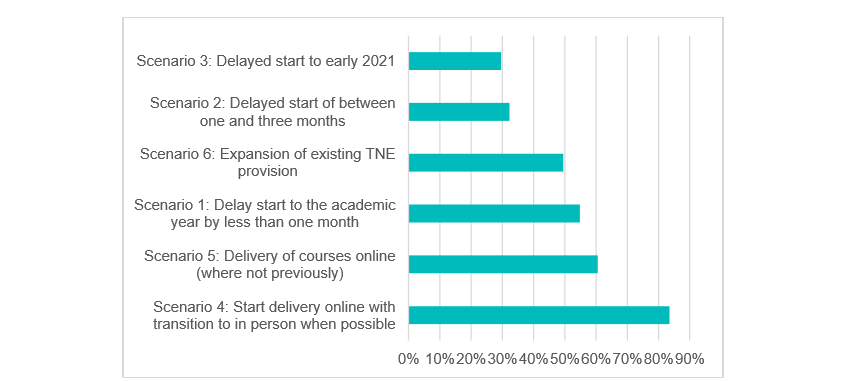 Scenario 3: Delayed start to early 2021
Scenario 2: Delayed start of between
one and three months
Scenario 6: Expansion of existing TNE
provision
Scenario 1: Delay start to the academic
year by less than one month
Scenario 5: Delivery of courses online
(where not previously)
Scenario 4: Start delivery online with
transition to in person when possible
0% 10% 20% 30% 40% 50% 60% 70% 80% 90%